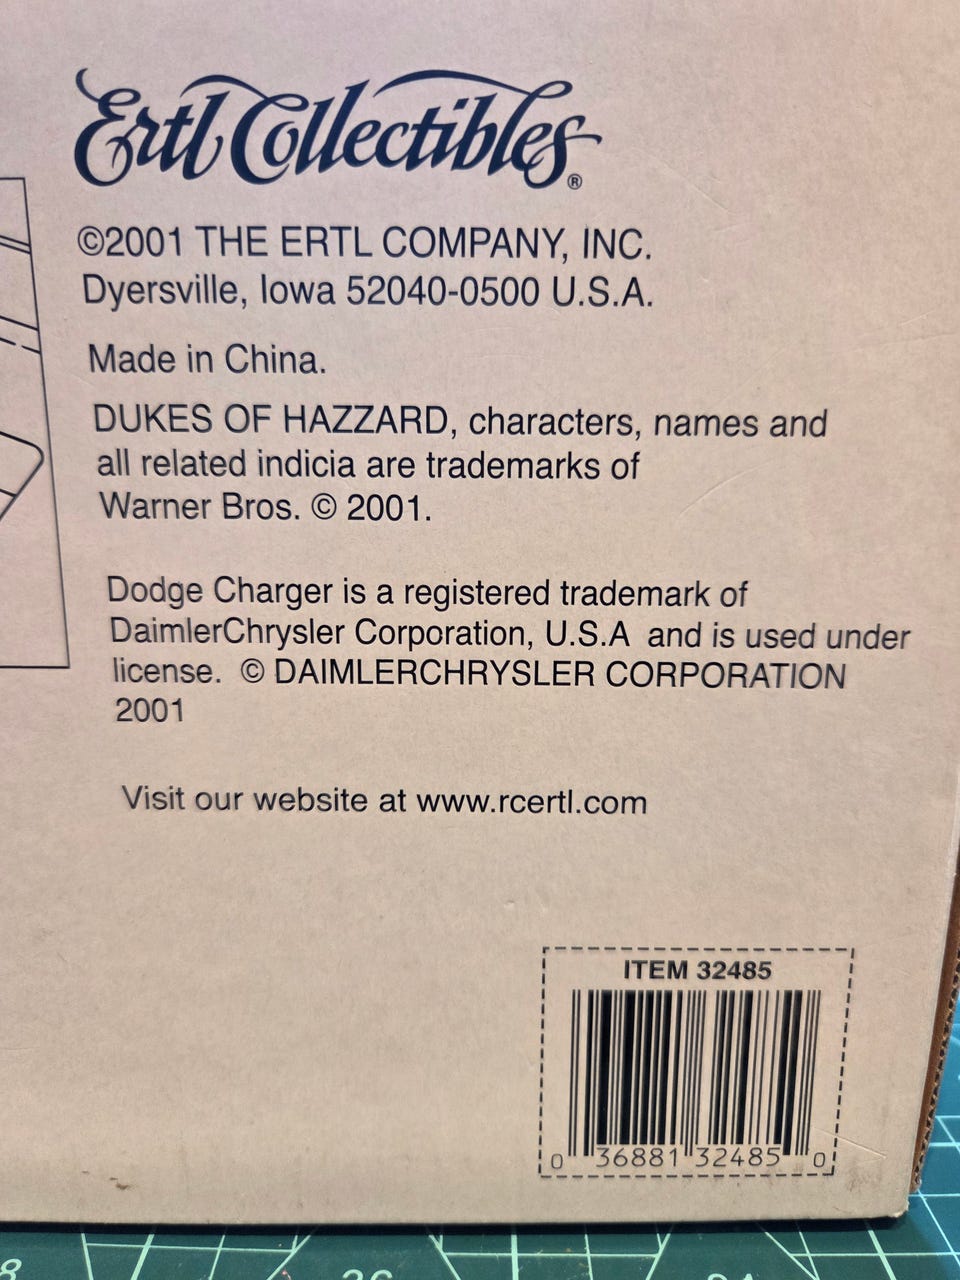 Ertl Collectibles®
©2001 THE ERTL COMPANY, INC.
Dyersville, Iowa 52040-0500 U.S.A.
Made in China.
DUKES OF HAZZARD, characters, names and
all related indicia are trademarks of
Warner Bros. © 2001.
Dodge Charger is a registered trademark of
DaimlerChrysler Corporation, U.S.A and is used under
license. © DAIMLERCHRYSLER CORPORATION
2001
Visit our website at www.rcertl.com
ITEM 32485
0 36881 32485 0